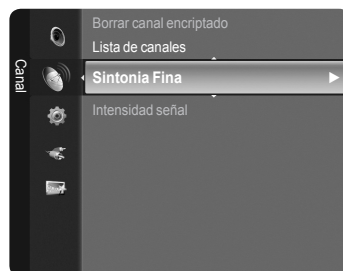 Canal
Borrar canal encriptado
Lista de canales
Sintonia Fina
Intensidad señal